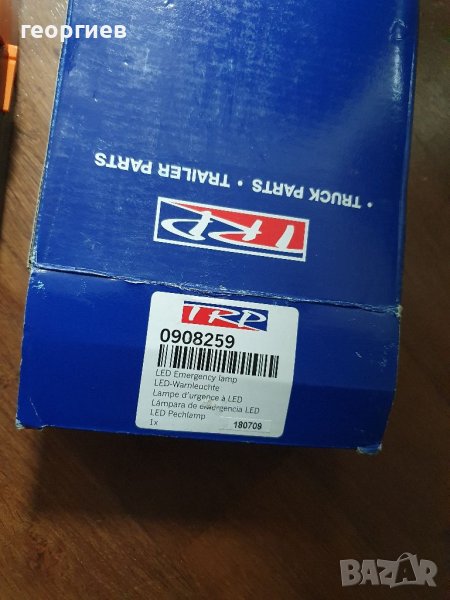 георгиев
• TRUCK PARTS • TRAILER PARTS
TRP
TRP
0908259
LED Emergency lamp
LED-Warnleuchte
Lampe d'urgence à LED
Lámpara de emergencia LED
LED Pechlamp
1x
180709
BAZAR